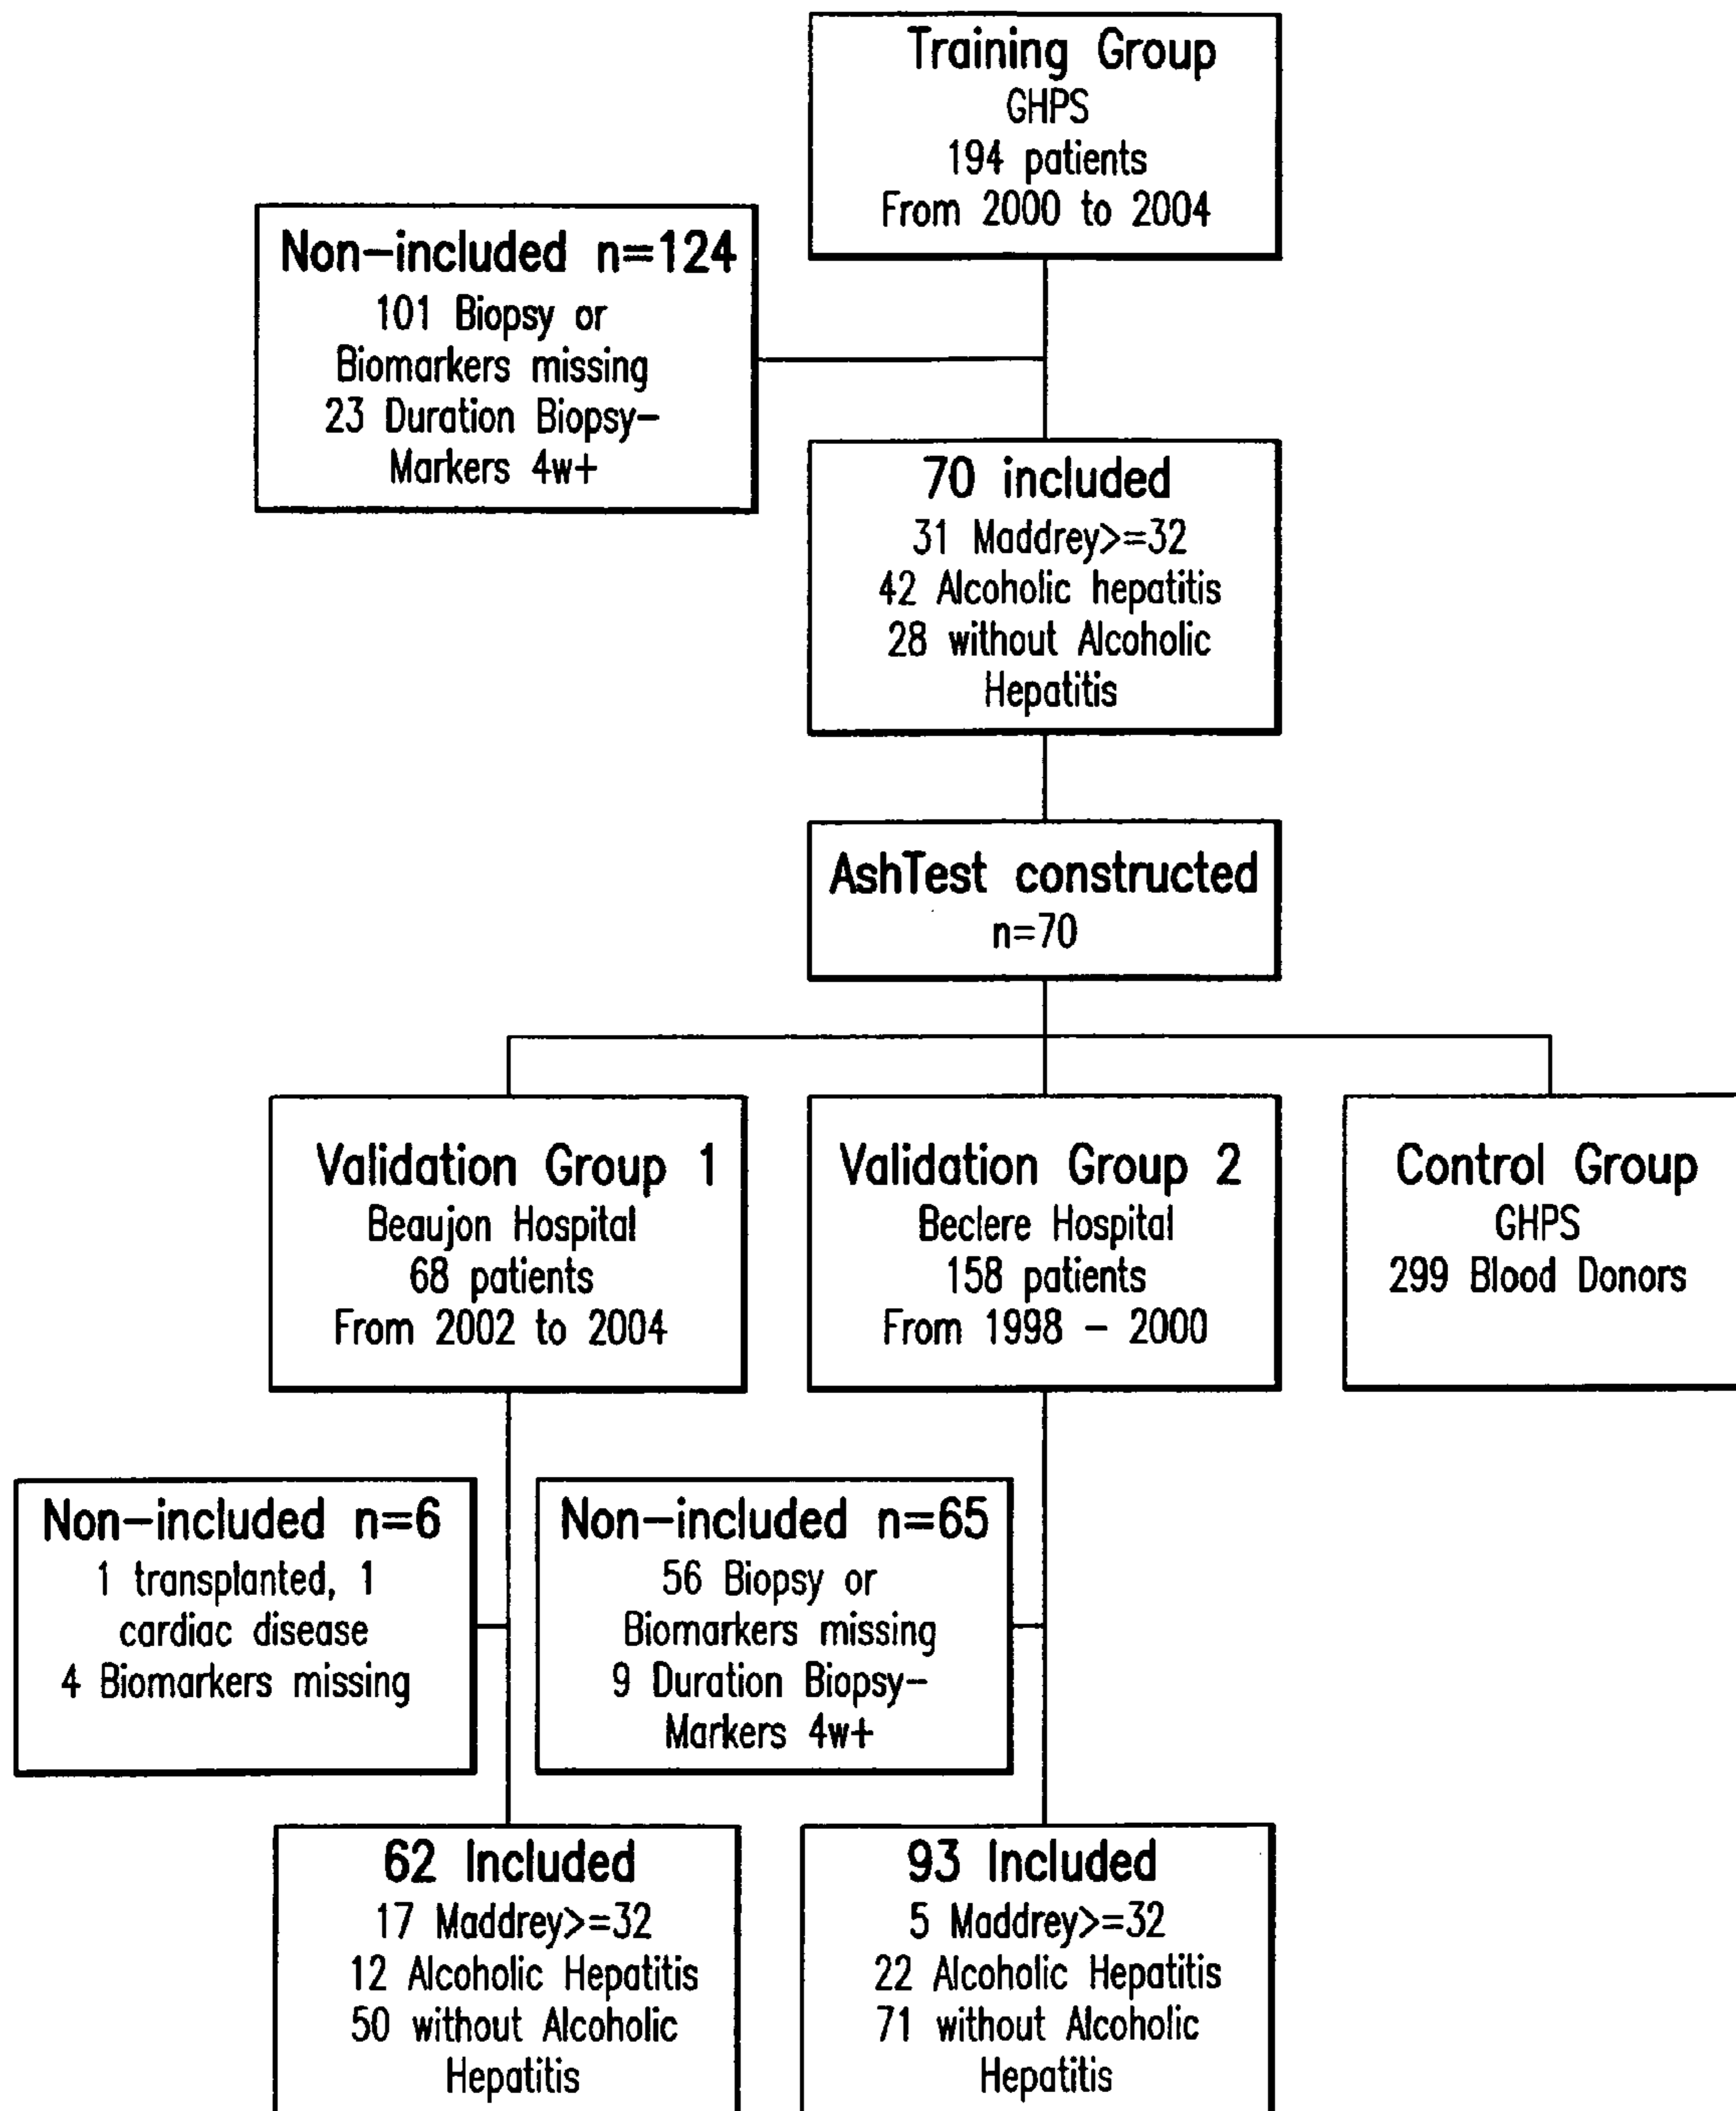 Training Group
GHPS
194 patients
From 2000 to 2004
Non-included n=124
101 Biopsy or
Biomarkers missing
23 Duration Biopsy-
Markers 4w+
70 included
31 Maddrey>=32
42 Alcoholic hepatitis
28 without Alcoholic
Hepatitis
AshTest constructed
n=70
Validation Group 1
Beaujon Hospital
68 patients
From 2002 to 2004
Validation Group 2
Beclere Hospital
158 patients
From 1998 - 2000
Control Group
GHPS
299 Blood Donors
Non-included n=6
1 transplanted, 1
cardiac disease
4 Biomarkers missing
Non-included n=65
56 Biopsy or
Biomarkers missing
9 Duration Biopsy-
Markers 4w+
62 Included
17 Maddrey>=32
12 Alcoholic Hepatitis
50 without Alcoholic
Hepatitis
93 Included
5 Maddrey>=32
22 Alcoholic Hepatitis
71 without Alcoholic
Hepatitis